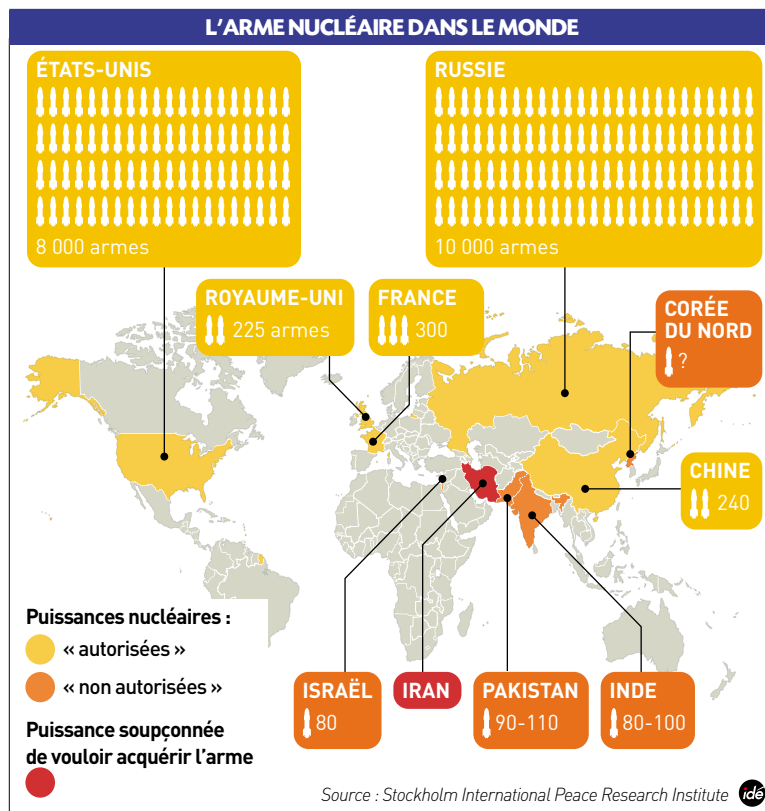 L'ARME NUCLÉAIRE DANS LE MONDE
ÉTATS-UNIS
8 000 armes
RUSSIE
10 000 armes
ROYAUME-UNI
225 armes
FRANCE
300
CORÉE
DU NORD
?
CHINE
240
Puissances nucléaires :
« autorisées »
« non autorisées »
Puissance soupçonnée
de vouloir acquérir l'arme
ISRAËL
80
IRAN
PAKISTAN
90-110
INDE
80-100
Source : Stockholm International Peace Research Institute
idé